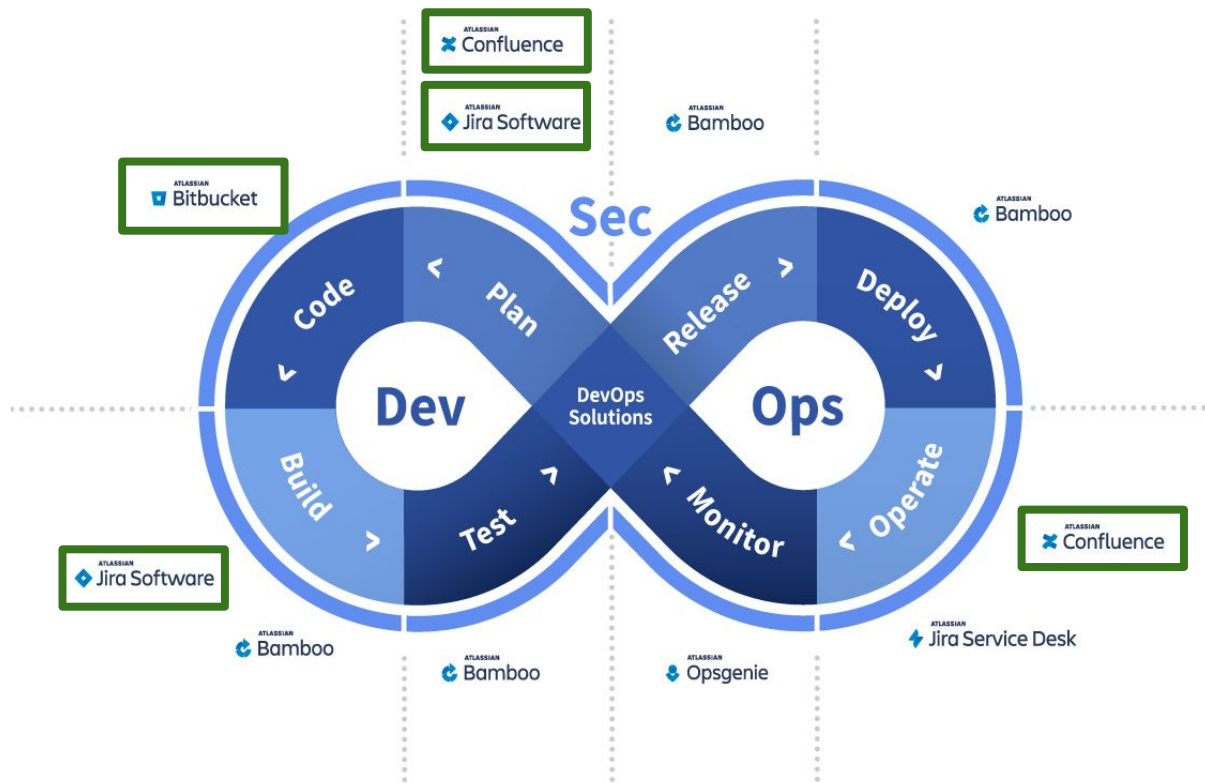 ATLASSIAN
Confluence
ATLASSIAN
Jira Software
ATLASSIAN
Bamboo
ATLASSIAN
Bitbucket
Sec
ATLASSIAN
Bamboo
Code
<
< Plan
Release >
Deploy
>
Dev
DevOps
Solutions
Ops
Build
>
Test >
< Monitor
< Operate
ATLASSIAN
Confluence
ATLASSIAN
Jira Software
ATLASSIAN
Bamboo
ATLASSIAN
Bamboo
ATLASSIAN
Opsgenie
ATLASSIAN
Jira Service Desk